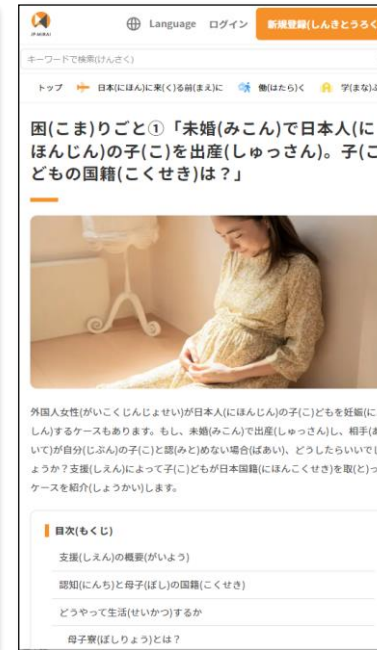 JP-MIRAI
Language ログイン 新規登録(しんきとうろく
キーワードで検索(けんさく)
トップ 日本(にほん)に来(く)る前(まえ)に 働(はたら)く 学(まな)ぶ
困(こま)りごと①「未婚(みこん)で日本人(に
ほんじん)の子(こ)を出産(しゅっさん)。子(こ
どもの国籍(こくせき)は？」
外国人女性(がいこくじんじょせい)が日本人(にほんじん)の子(こ)どもを妊娠(に
しん)するケースもあります。もし、未婚(みこん)で出産(しゅっさん)し、相手(あ
いて)が自分(じぶん)の子(こ)と認(みと)めない場合(ばあい)、どうしたらいいでし
ょうか？支援(しえん)によって子(こ)どもが日本国籍(にほんこくせき)を取(と)っ
ケースを紹介(しょうかい)します。
目次(もくじ)
支援(しえん)の概要(がいよう)
認知(にんち)と母子(ぼし)の国籍(こくせき)
どうやって生活(せいかつ)するか
母子寮(ぼしりょう)とは？